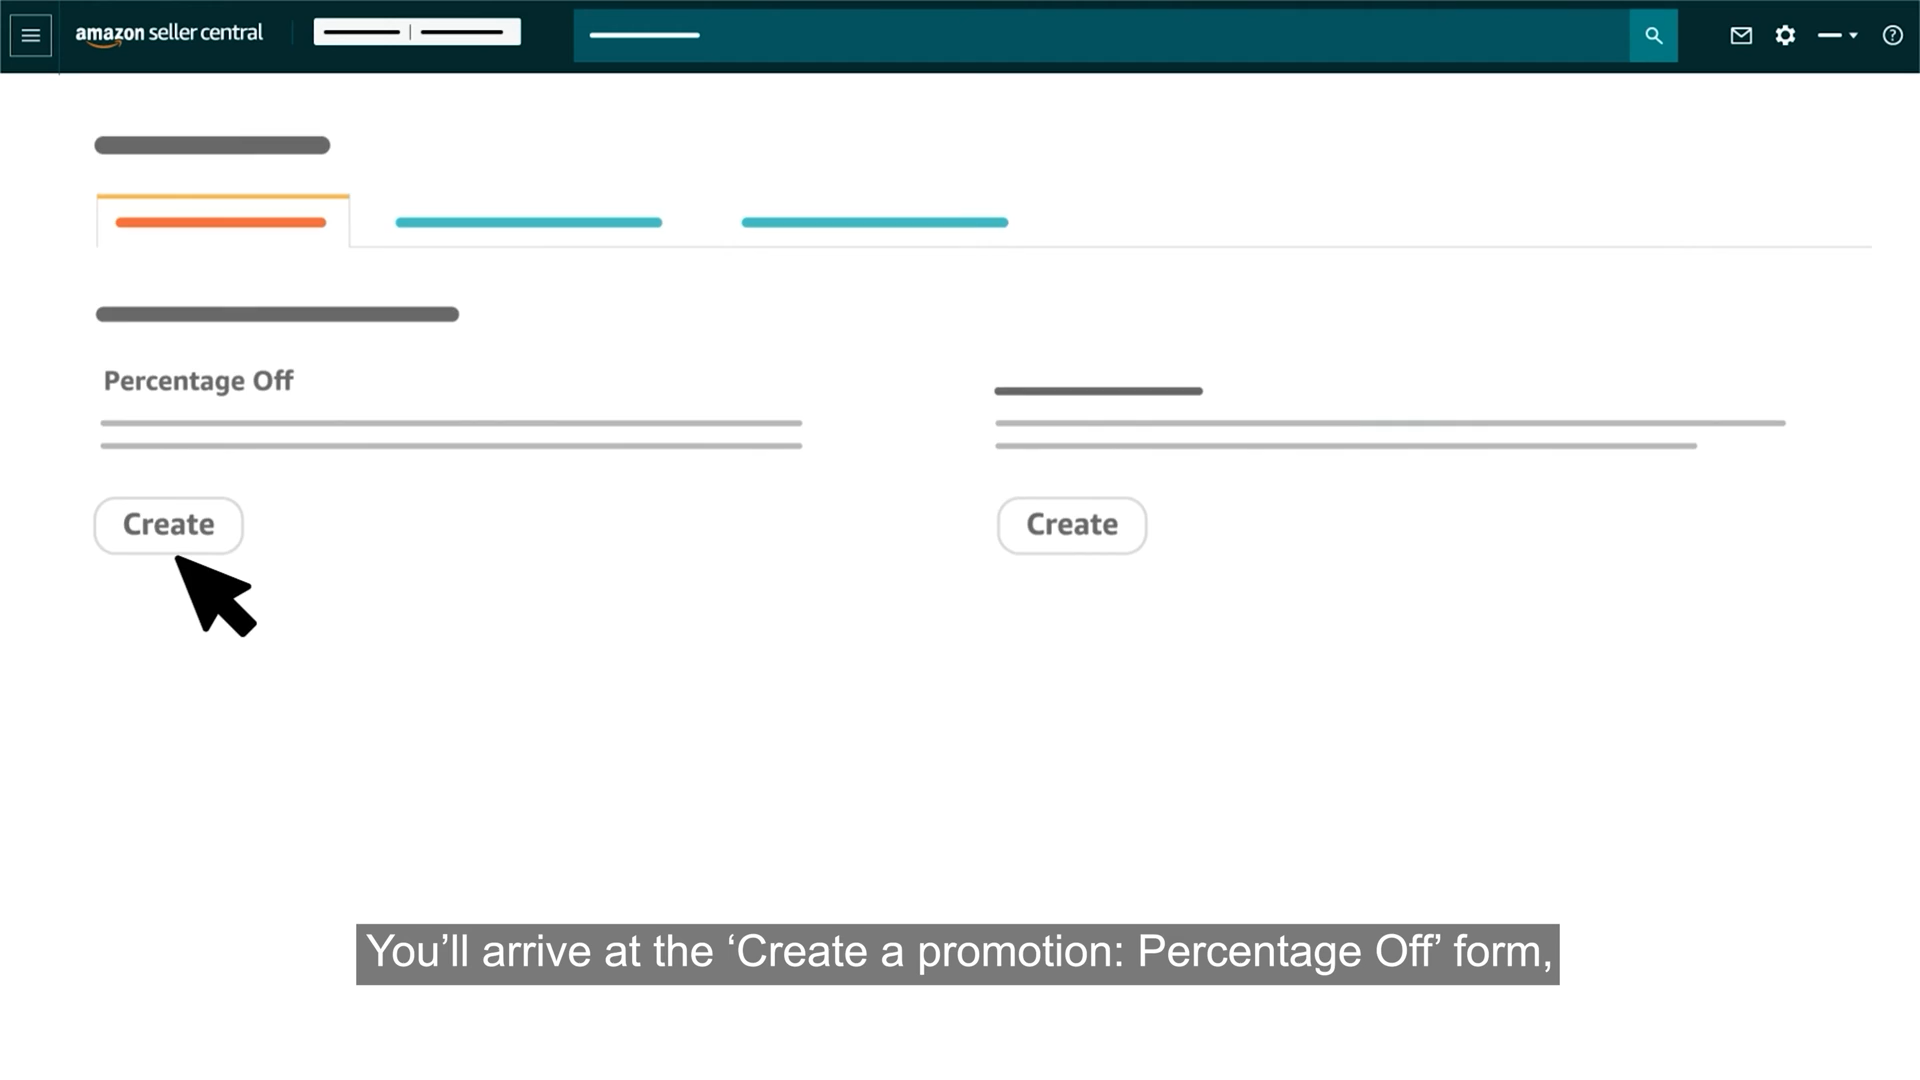 amazon seller central
Percentage Off
Create
Create
You’ll arrive at the ‘Create a promotion: Percentage Off’ form,